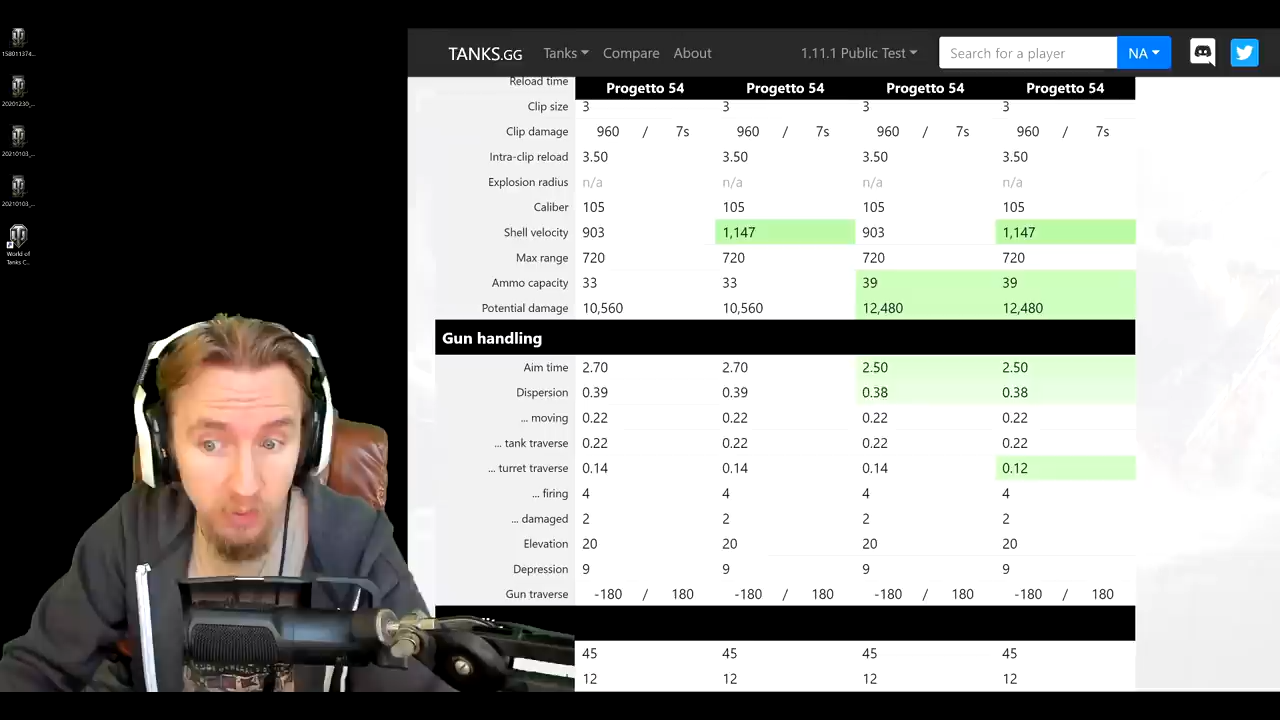 TANKS.GG Tanks Compare About 1.11.1 Public Test Search for a player NA
Reload time Progetto 54 Progetto 54 Progetto 54 Progetto 54
Clip size 3 3 3 3
Clip damage 960 / 7s 960 / 7s 960 / 7s 960 / 7s
Intra-clip reload 3.50 3.50 3.50 3.50
Explosion radius n/a n/a n/a n/a
Caliber 105 105 105 105
Shell velocity 903 1,147 903 1,147
Max range 720 720 720 720
Ammo capacity 33 33 39 39
Potential damage 10,560 10,560 12,480 12,480
Gun handling
Aim time 2.70 2.70 2.50 2.50
Dispersion 0.39 0.39 0.38 0.38
... moving 0.22 0.22 0.22 0.22
... tank traverse 0.22 0.22 0.22 0.22
... turret traverse 0.14 0.14 0.14 0.12
... firing 4 4 4 4
... damaged 2 2 2 2
Elevation 20 20 20 20
Depression 9 9 9 9
Gun traverse -180 / 180 -180 / 180 -180 / 180 -180 / 180
45 45 45 45
12 12 12 12
158011374...
20201230_...
20210103_...
20210103_...
World of
Tanks C...